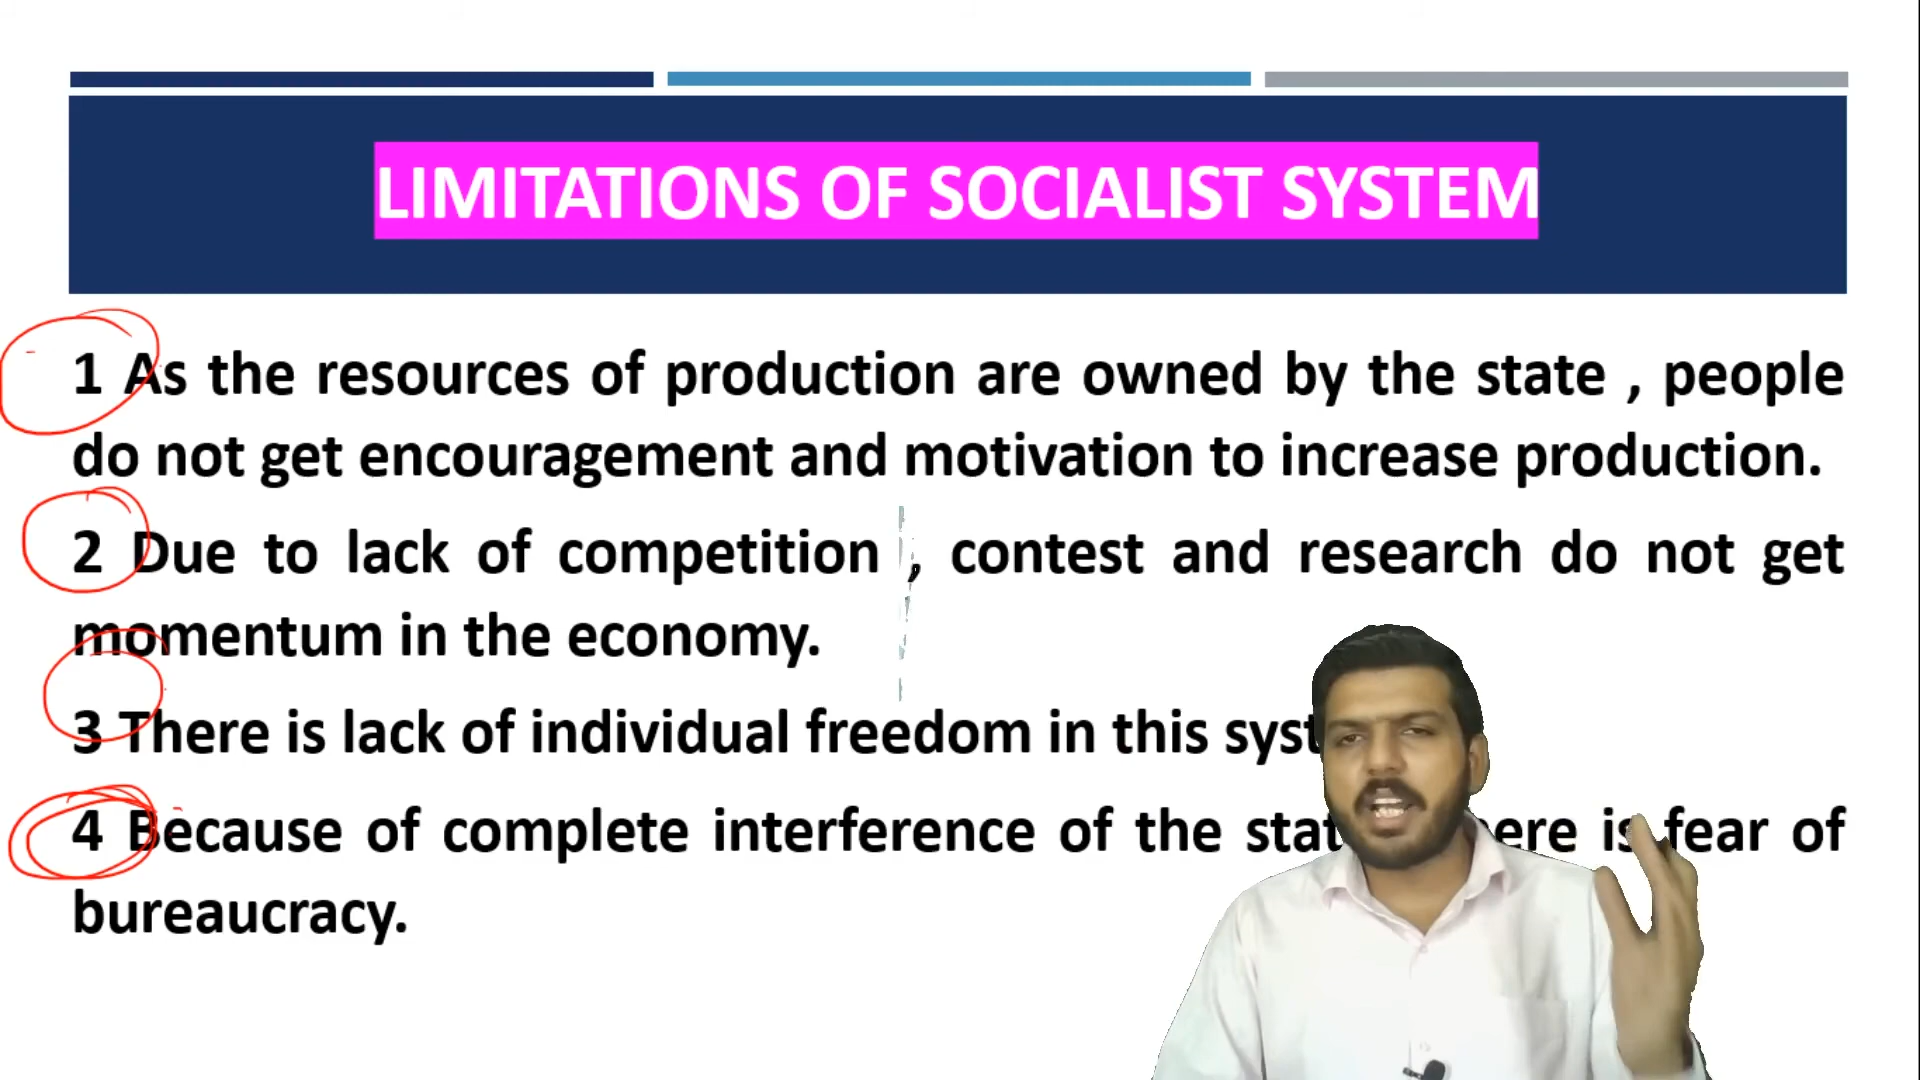 LIMITATIONS OF SOCIALIST SYSTEM
1 As the resources of production are owned by the state , people
do not get encouragement and motivation to increase production.
2 Due to lack of competition , contest and research do not get
momentum in the economy.
3 There is lack of individual freedom in this
4 Because of complete interference of the is fear of
bureaucracy.